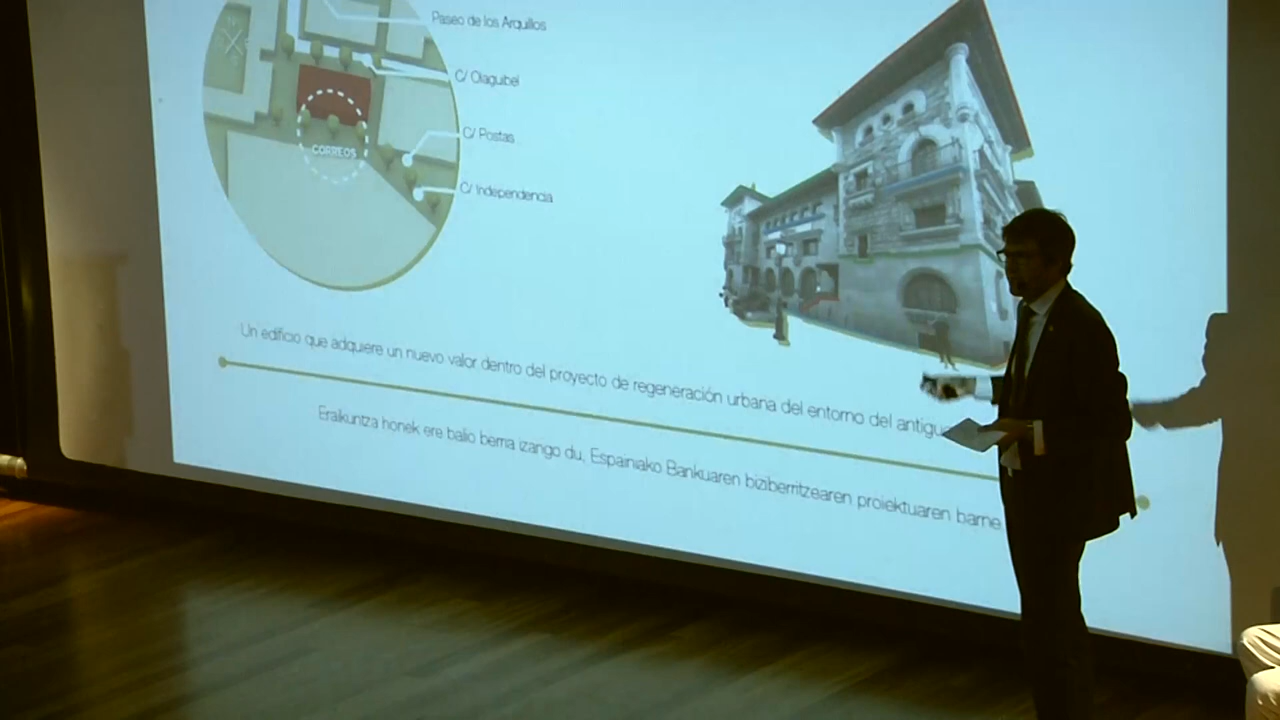 Paseo de los Arquillos
C/ Olaguibel
C/ Postas
CORREOS
C/ Independencia
Un edificio que adquiere un nuevo valor dentro del proyecto de regeneración urbana del entorno del
Eraikuntza honek ere balio berria izango du, Espainiako Bankuaren biziberritzearen proiektuaren barne